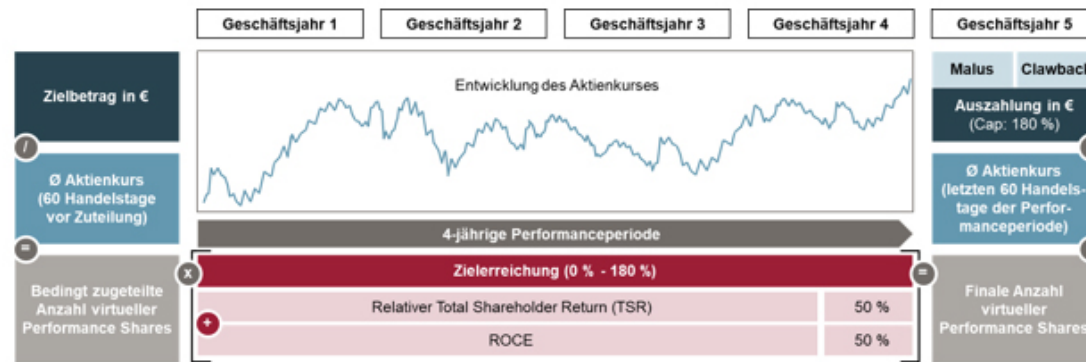 Geschäftsjahr 1
Geschäftsjahr 2
Geschäftsjahr 3
Geschäftsjahr 4
Geschäftsjahr 5
Zielbetrag in €
/
Ø Aktienkurs
(60 Handelstage
vor Zuteilung)
=
Bedingt zugeteilte
Anzahl virtueller
Performance Shares
Entwicklung des Aktienkurses
4-jährige Performanceperiode
x
Zielerreichung (0 % - 180 %)
Relativer Total Shareholder Return (TSR)
50 %
+
ROCE
50 %
=
Malus
Clawback
Auszahlung in €
(Cap: 180 %)
Ø Aktienkurs
(letzten 60 Handels-
tage der Perfor-
manceperiode)
Finale Anzahl
virtueller
Performance Shares